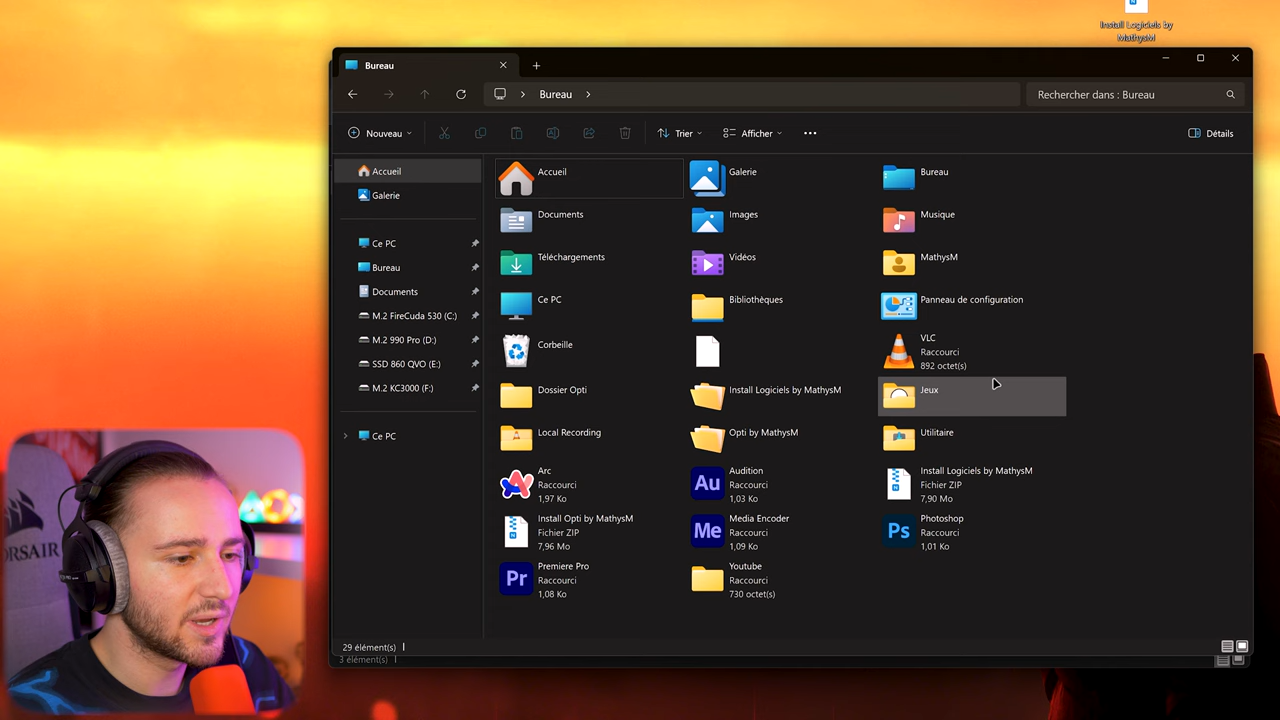 Install Logiciels by
MathysM
Bureau
Bureau
Rechercher dans : Bureau
Nouveau
Trier
Afficher
Détails
Accueil
Galerie
Ce PC
Bureau
Documents
M.2 FireCuda 530 (C:)
M.2 990 Pro (D:)
SSD 860 QVO (E:)
M.2 KC3000 (F:)
Ce PC
Accueil
Galerie
Bureau
Documents
Images
Musique
Téléchargements
Vidéos
MathysM
Ce PC
Bibliothèques
Panneau de configuration
Corbeille
VLC
Raccourci
892 octet(s)
Dossier Opti
Install Logiciels by MathysM
Jeux
Local Recording
Opti by MathysM
Utilitaire
Arc
Raccourci
1,97 Ko
Au
Audition
Raccourci
1,03 Ko
Install Logiciels by MathysM
Fichier ZIP
7,90 Mo
Install Opti by MathysM
Fichier ZIP
7,96 Mo
Me
Media Encoder
Raccourci
1,09 Ko
Ps
Photoshop
Raccourci
1,01 Ko
Pr
Premiere Pro
Raccourci
1,08 Ko
Youtube
Raccourci
730 octet(s)
29 élément(s)
3 élément(s)
CORSAIR